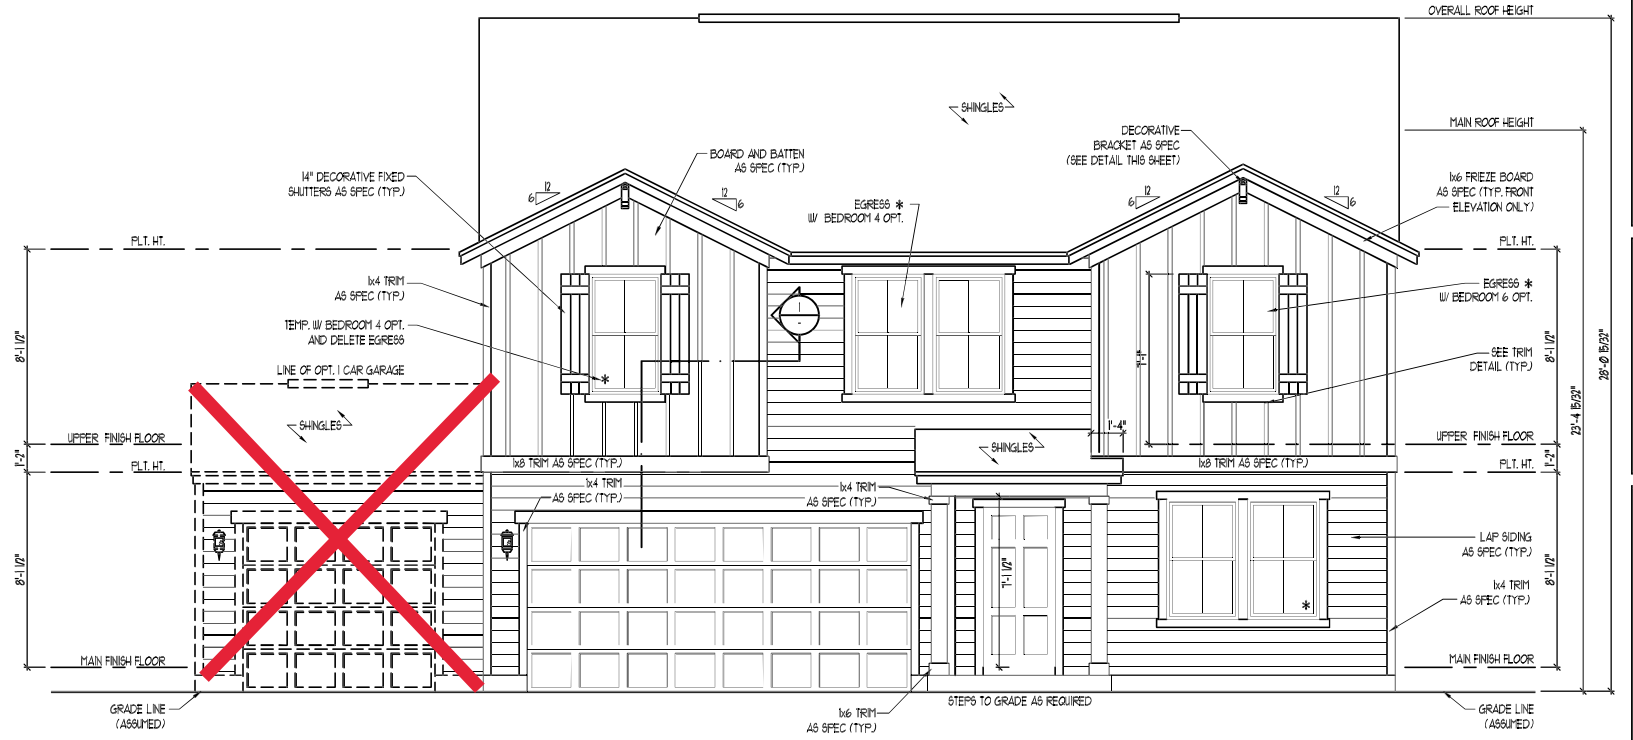 OVERALL ROOF HEIGHT
SHINGLES
MAIN ROOF HEIGHT
DECORATIVE
BRACKET AS SPEC
(SEE DETAIL THIS SHEET)
BOARD AND BATTEN
AS SPEC (TYP.)
14" DECORATIVE FIXED
SHUTTERS AS SPEC (TYP.)
1x6 FRIEZE BOARD
AS SPEC (TYP. FRONT
ELEVATION ONLY)
12
6
12
6
12
6
12
6
EGRESS *
W/ BEDROOM 4 OPT.
PLT. HT.
PLT. HT.
1x4 TRIM
AS SPEC (TYP.)
EGRESS *
W/ BEDROOM 6 OPT.
1
-
TEMP. W/ BEDROOM 4 OPT.
AND DELETE EGRESS
8'-1 1/2"
8'-1 1/2"
28'-0 15/32"
SEE TRIM
DETAIL (TYP.)
LINE OF OPT. 1 CAR GARAGE
*
23'-4 15/32"
SHINGLES
1'-4"
UPPER FINISH FLOOR
UPPER FINISH FLOOR
SHINGLES
1'-2"
1'-2"
PLT. HT.
1x8 TRIM AS SPEC (TYP.)
1x8 TRIM AS SPEC (TYP.)
PLT. HT.
1x4 TRIM
AS SPEC (TYP.)
1x4 TRIM
AS SPEC (TYP.)
LAP SIDING
AS SPEC (TYP.)
8'-1 1/2"
7'-1 1/2"
8'-1 1/2"
1x4 TRIM
AS SPEC (TYP.)
*
MAIN FINISH FLOOR
MAIN FINISH FLOOR
STEPS TO GRADE AS REQUIRED
GRADE LINE
(ASSUMED)
1x6 TRIM
AS SPEC (TYP.)
GRADE LINE
(ASSUMED)